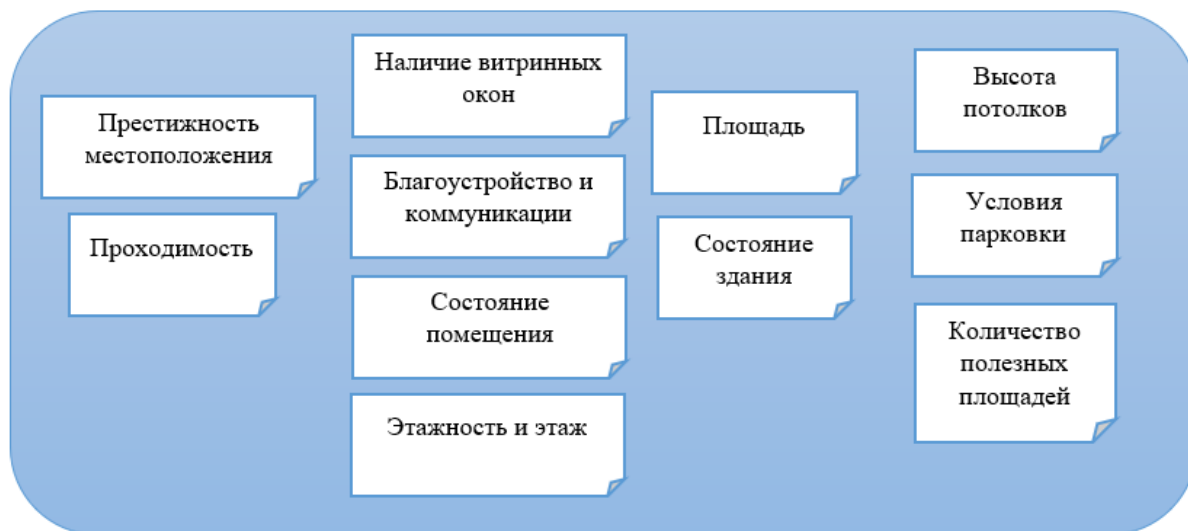 Престижность
местоположения
Проходимость
Наличие витринных
окон
Благоустройство и
коммуникации
Состояние
помещения
Этажность и этаж
Площадь
Состояние
здания
Высота
потолков
Условия
парковки
Количество
полезных
площадей